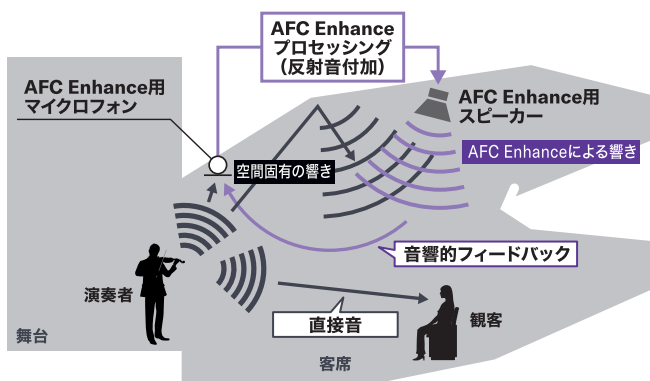 AFC Enhance
プロセッシング
（反射音付加）
AFC Enhance用
マイクロフォン
AFC Enhance用
スピーカー
AFC Enhanceによる響き
空間固有の響き
音響的フィードバック
演奏者
直接音
観客
舞台
客席